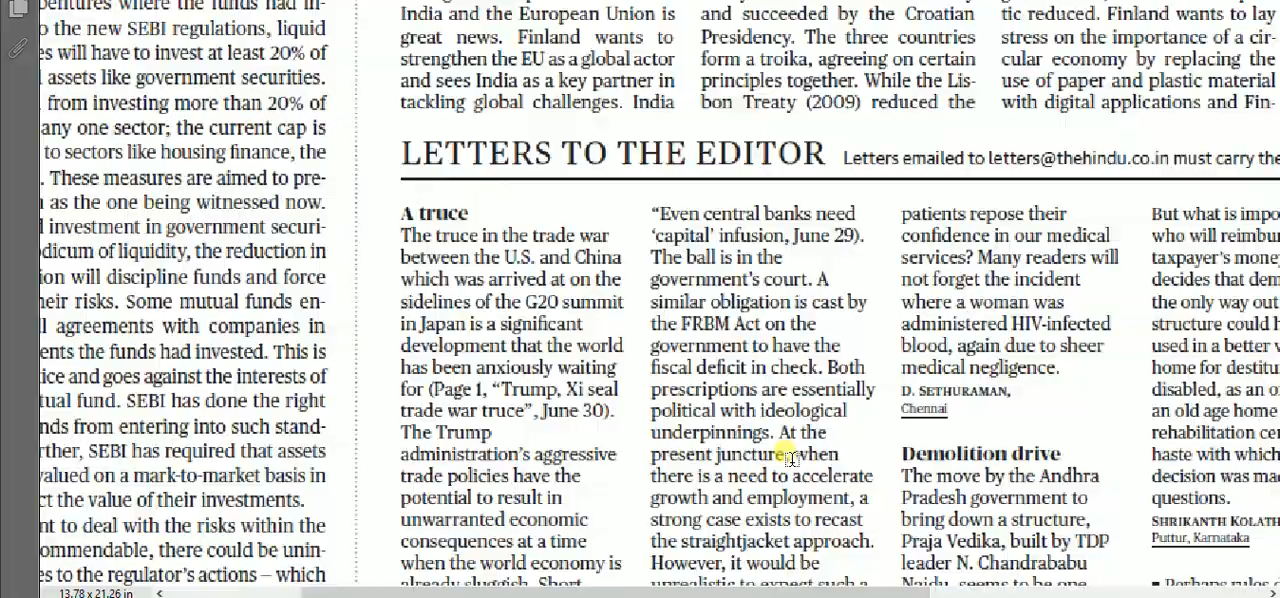 o the new SEBI regulations, liquid
es will have to invest at least 20% of
assets like government securities.
from investing more than 20% of
any one sector; the current cap is
to sectors like housing finance, the
. These measures are aimed to pre-
as the one being witnessed now.
investment in government securi-
dicum of liquidity, the reduction in
ion will discipline funds and force
heir risks. Some mutual funds en-
l agreements with companies in
ents the funds had invested. This is
ice and goes against the interests of
tual fund. SEBI has done the right
nds from entering into such stand-
rther, SEBI has required that assets
valued on a mark-to-market basis in
ct the value of their investments.
nt to deal with the risks within the
ommendable, there could be unin-
es to the regulator's actions – which
India and the European Union is
great news. Finland wants to
strengthen the EU as a global actor
and sees India as a key partner in
tackling global challenges. India
and succeeded by the Croatian
Presidency. The three countries
form a troika, agreeing on certain
principles together. While the Lis-
bon Treaty (2009) reduced the
tic reduced. Finland wants to lay
stress on the importance of a cir-
cular economy by replacing the
use of paper and plastic material
with digital applications and Fin-
LETTERS TO THE EDITOR Letters emailed to letters@thehindu.co.in must carry the
A truce
The truce in the trade war
between the U.S. and China
which was arrived at on the
sidelines of the G20 summit
in Japan is a significant
development that the world
has been anxiously waiting
for (Page 1, “Trump, Xi seal
trade war truce”, June 30).
The Trump
administration's aggressive
trade policies have the
potential to result in
unwarranted economic
consequences at a time
when the world economy is
already sluggish. Short
“Even central banks need
‘capital’ infusion, June 29).
The ball is in the
government's court. A
similar obligation is cast by
the FRBM Act on the
government to have the
fiscal deficit in check. Both
prescriptions are essentially
political with ideological
underpinnings. At the
present juncture, when
there is a need to accelerate
growth and employment, a
strong case exists to recast
the straightjacket approach.
However, it would be
unrealistic to expect such a
patients repose their
confidence in our medical
services? Many readers will
not forget the incident
where a woman was
administered HIV-infected
blood, again due to sheer
medical negligence.
D. SETHURAMAN,
Chennai
Demolition drive
The move by the Andhra
Pradesh government to
bring down a structure,
Praja Vedika, built by TDP
leader N. Chandrababu
Naidu, seems to be one
But what is impo
who will reimbu
taxpayer's mone
decides that dem
the only way out
structure could h
used in a better v
home for destitu
disabled, as an o
an old age home
rehabilitation cen
haste with which
decision was mad
questions.
SHRIKANTH KOLATH
Puttur, Karnataka
13.78 x 21.26 in